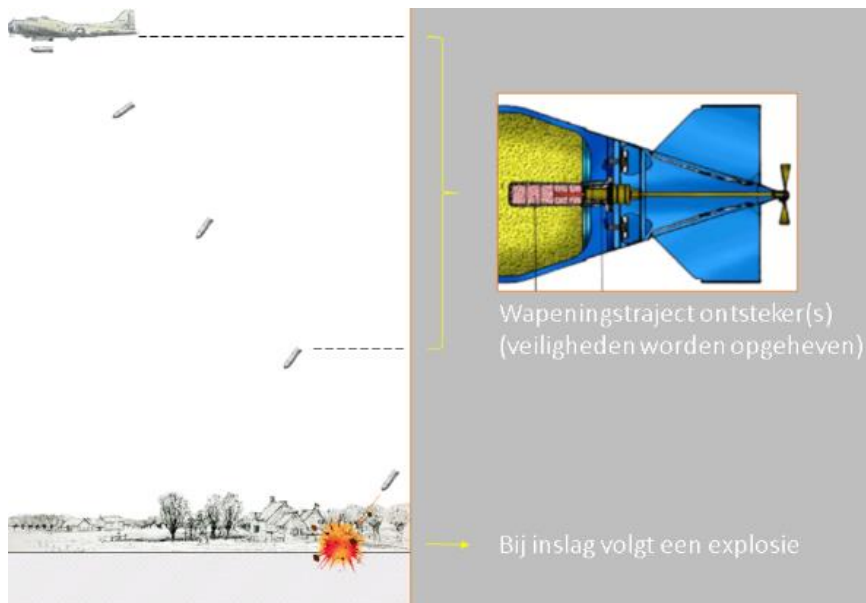 Wapeningstraject ontsteker(s)
(veiligheden worden opgeheven)
Bij inslag volgt een explosie